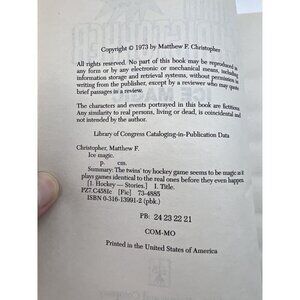 Copyright © 1973 by Matthew F. Christopher
All rights reserved. No part of this book may be reproduced in
any form or by any electronic or mechanical means, including
information storage and retrieval systems, without permission in
writing from the publisher, except by a reviewer who may quote
brief passages in a review.
The characters and events portrayed in this book are fictitious.
Any similarity to real persons, living or dead, is coincidental and
not intended by the author.
Library of Congress Cataloging-in-Publication Data
Christopher, Matthew F.
Ice magic.
p. cm.
Summary: The twins' toy hockey game seems to be magic as it
plays games identical to the real ones before they even happen.
[1. Hockey — Stories.] I. Title.
PZ7.C458Ic [Fic] 73-4885
ISBN 0-316-13991-2 (pbk.)
PB: 24 23 22 21
COM-MO
Printed in the United States of America